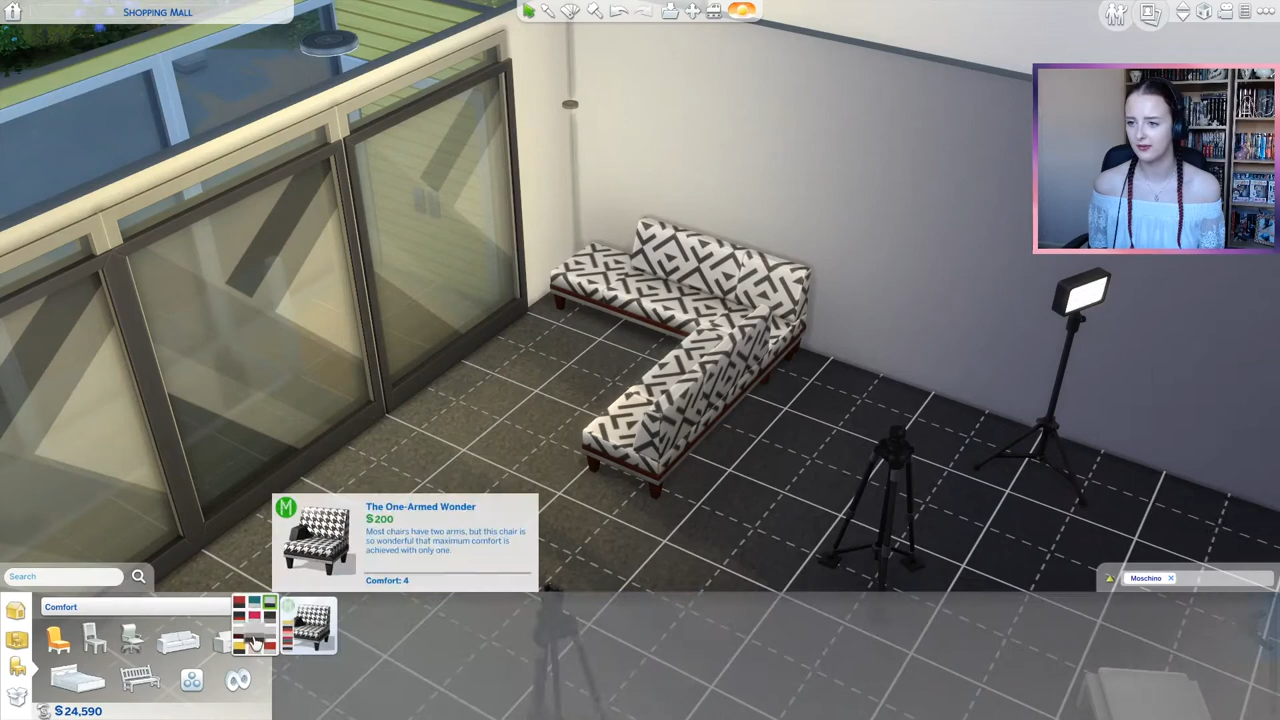 SHOPPING MALL
The One-Armed Wonder
$200
Most chairs have two arms, but this chair is
so wonderful that maximum comfort is
achieved with only one.
Comfort: 4
Search
Moschino
Comfort
$24,590